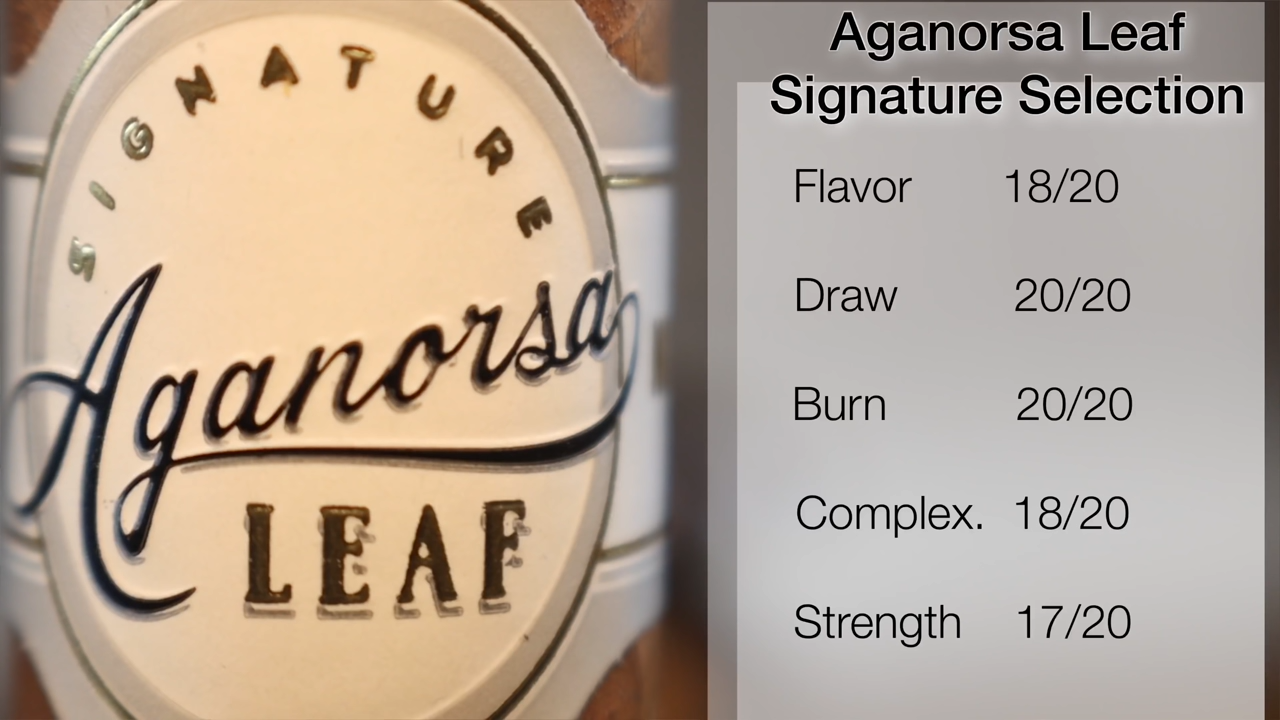 SIGNATURE
Aganorsa
LEAF
Aganorsa Leaf
Signature Selection
Flavor 18/20
Draw 20/20
Burn 20/20
Complex. 18/20
Strength 17/20